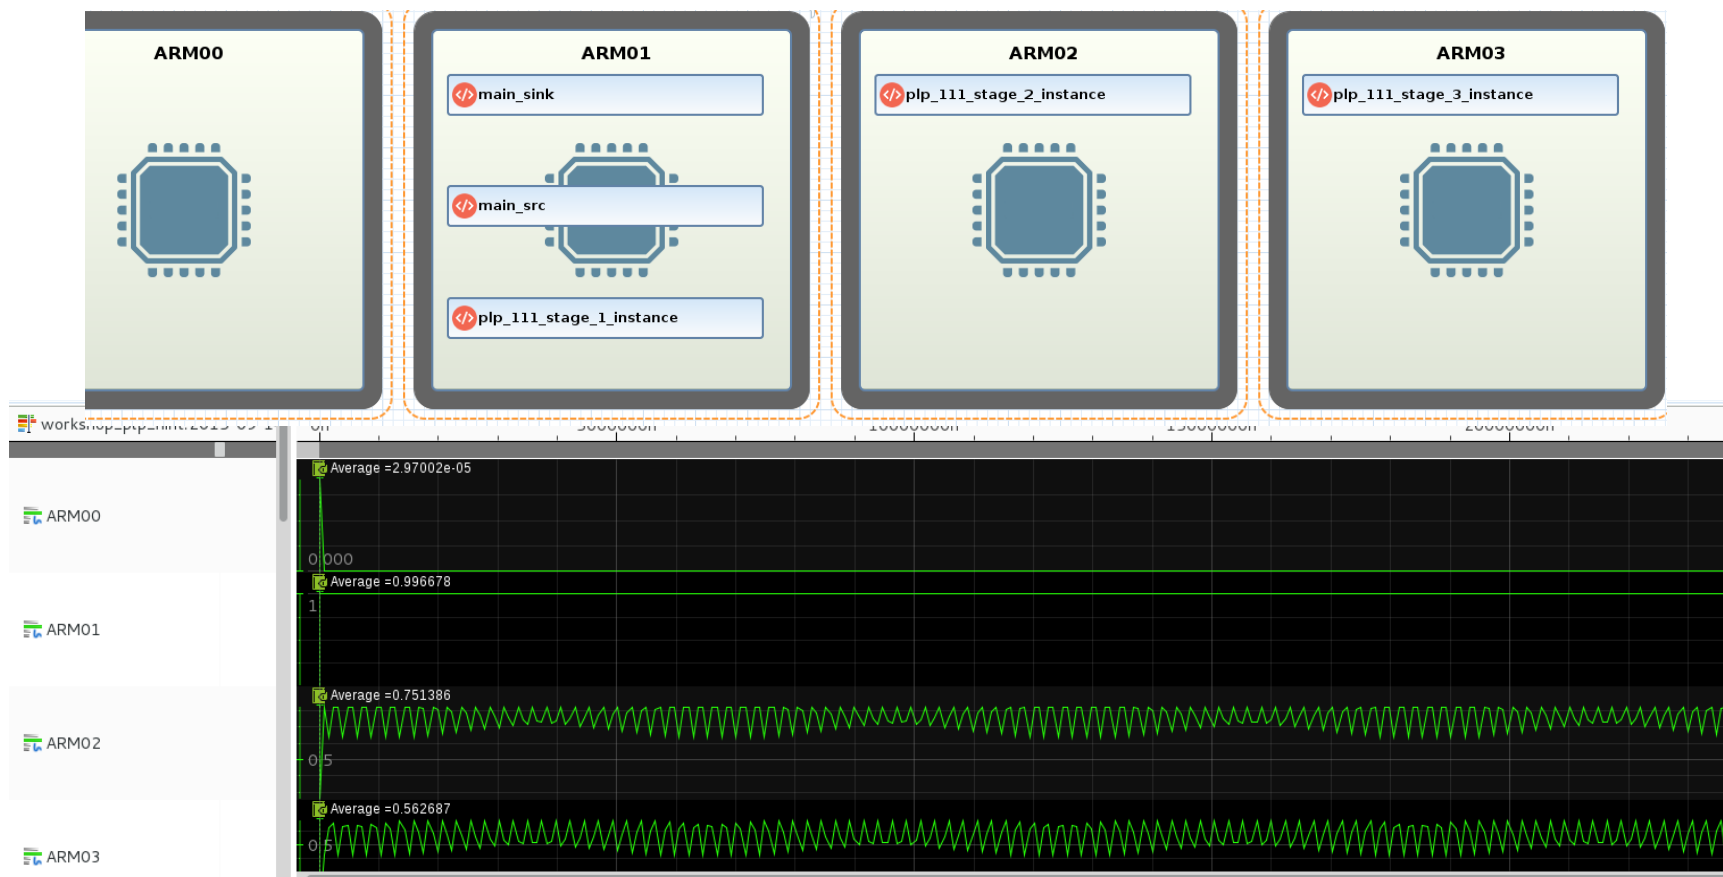 ARM00
ARM01
ARM02
ARM03
main_sink
plp_111_stage_2_instance
plp_111_stage_3_instance
main_src
plp_111_stage_1_instance
0n
Average =2.97002e-05
ARM00
0.000
Average =0.996678
1
ARM01
Average =0.751386
ARM02
0.5
Average =0.562687
0.5
ARM03